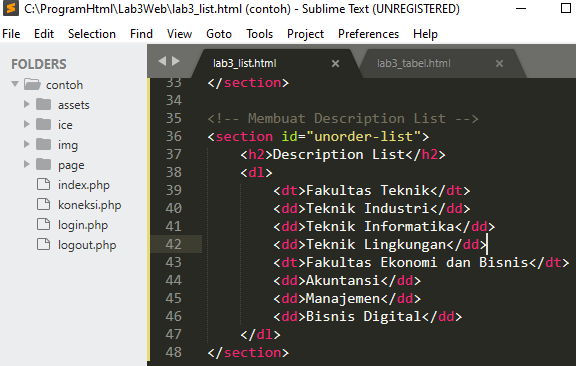 C:\ProgramHtml\Lab3Web\lab3_list.html (contoh) - Sublime Text (UNREGISTERED)
File Edit Selection Find View Goto Tools Project Preferences Help
FOLDERS
contoh
assets
ice
img
page
index.php
koneksi.php
login.php
logout.php
lab3_list.html
lab3_tabel.html
33 </section>
34
35 <!-- Membuat Description List -->
36 <section id="unorder-list">
37 <h2>Description List</h2>
38 <dl>
39 <dt>Fakultas Teknik</dt>
40 <dd>Teknik Industri</dd>
41 <dd>Teknik Informatika</dd>
42 <dd>Teknik Lingkungan</dd>
43 <dt>Fakultas Ekonomi dan Bisnis</dt>
44 <dd>Akuntansi</dd>
45 <dd>Manajemen</dd>
46 <dd>Bisnis Digital</dd>
47 </dl>
48 </section>